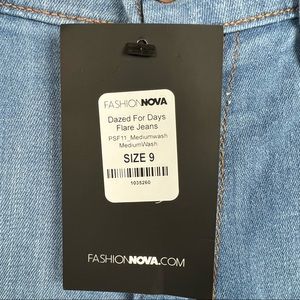 FASHIONNOVA
Dazed For Days
Flare Jeans
PSF11_Mediumwash
MediumWash
SIZE 9
1035260
FASHIONNOVA.COM